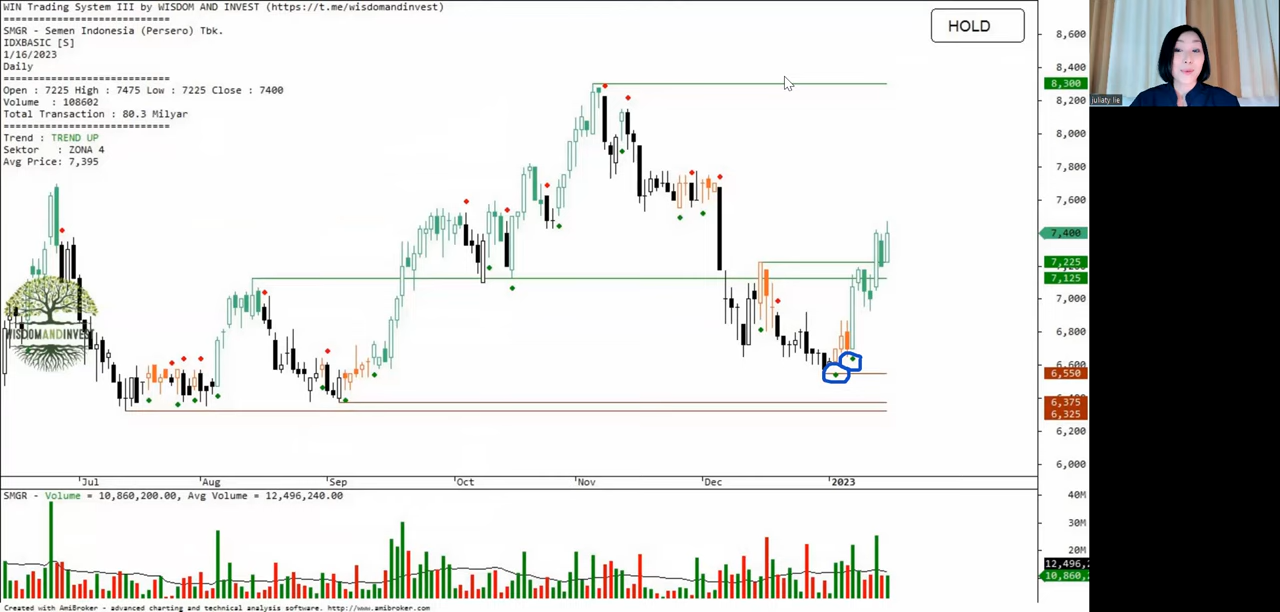 WIN Trading System III by WISDOM AND INVEST (https://t.me/wisdomandinvest)
============================
SMGR - Semen Indonesia (Persero) Tbk.
IDXBASIC [S]
1/16/2023
Daily
============================
Open : 7225 High : 7475 Low : 7225 Close : 7400
Volume : 108602
Total Transaction : 80.3 Milyar
============================
Trend : TREND UP
Sektor : ZONA 4
Avg Price: 7,395
HOLD
8,600
8,400
8,300
8,200
8,000
7,800
7,600
7,400
7,225
7,125
7,000
6,800
6,600
6,550
6,375
6,325
6,200
6,000
WISDOMANDINVEST
Jul Aug Sep Oct Nov Dec 2023
SMGR - Volume = 10,860,200.00, Avg Volume = 12,496,240.00
40M
30M
20M
12,496,2
10,860,
Created with AmiBroker - advanced charting and technical analysis software. http://www.amibroker.com
juliaty lie